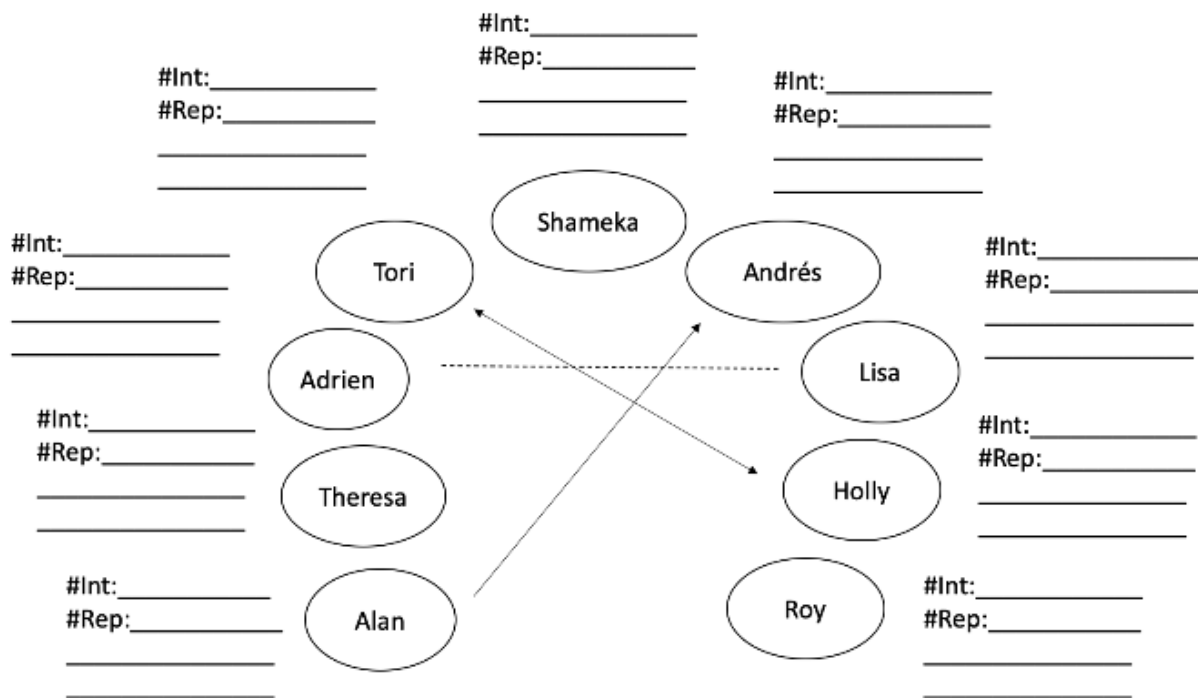 #Int:
#Rep:
#Int:
#Rep:
#Int:
#Rep:
Shameka
Tori
Andrés
#Int:
#Rep:
#Int:
#Rep:
Adrien
Lisa
#Int:
#Rep:
#Int:
#Rep:
Theresa
Holly
#Int:
#Rep:
#Int:
#Rep:
Alan
Roy